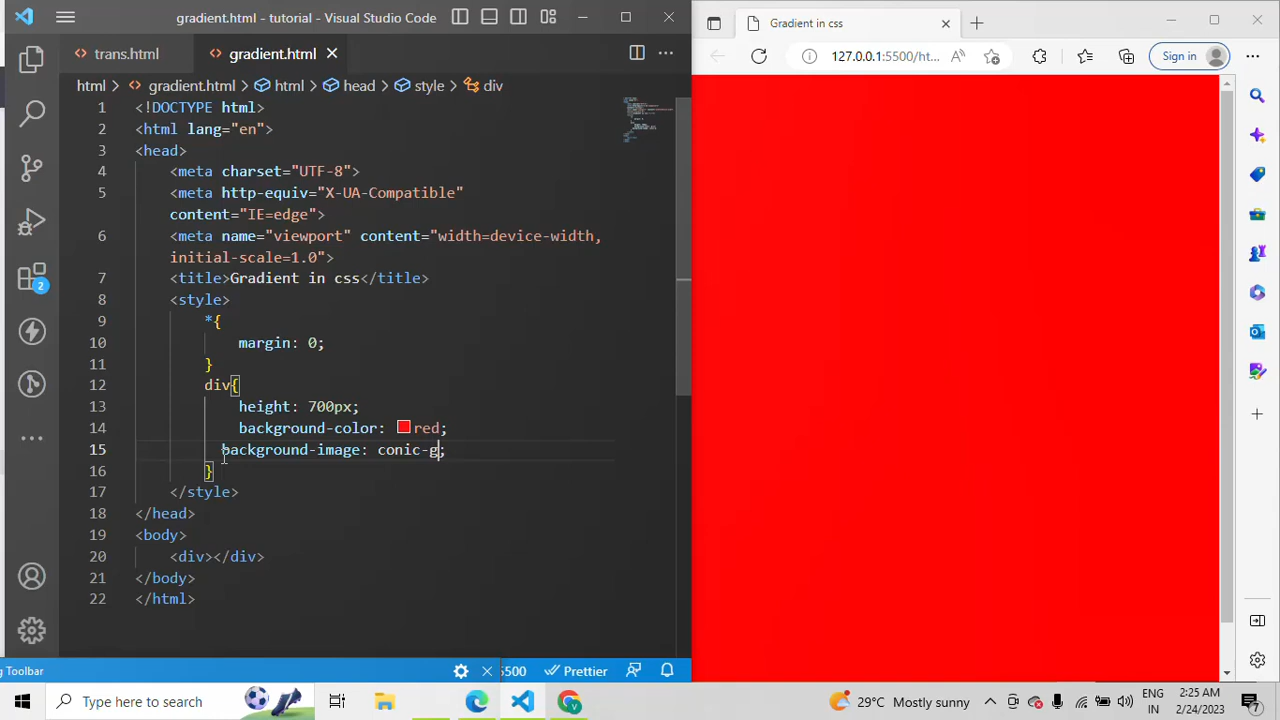 gradient.html - tutorial - Visual Studio Code
trans.html
gradient.html
html > gradient.html > html > head > style > div
1 <!DOCTYPE html>
2 <html lang="en">
3 <head>
4 <meta charset="UTF-8">
5 <meta http-equiv="X-UA-Compatible"
content="IE=edge">
6 <meta name="viewport" content="width=device-width,
initial-scale=1.0">
7 <title>Gradient in css</title>
8 <style>
9 *{
10 margin: 0;
11 }
12 div{
13 height: 700px;
14 background-color: red;
15 background-image: conic-g;
16 }
17 </style>
18 </head>
19 <body>
20 <div></div>
21 </body>
22 </html>
2
g Toolbar
5500
Prettier
Gradient in css
127.0.0.1:5500/ht...
Sign in
Type here to search
29°C Mostly sunny
ENG
IN
2:25 AM
2/24/2023
7